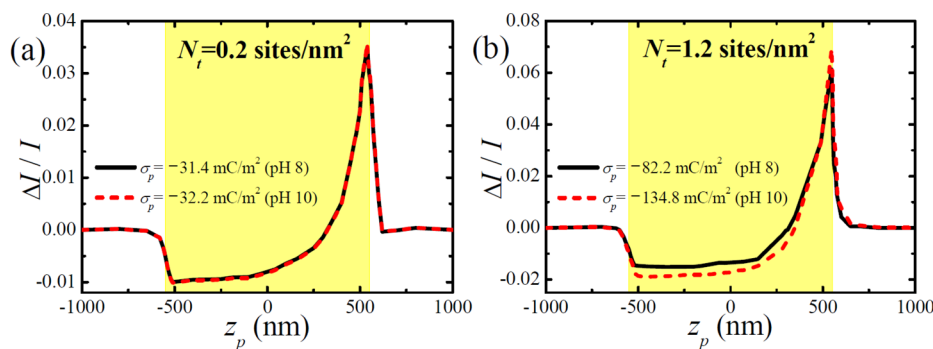 (a)
N_t=0.2 sites/nm²
ΔI / I
0.04
0.03
0.02
0.01
0.00
-0.01
σ_p= −31.4 mC/m² (pH 8)
σ_p= −32.2 mC/m² (pH 10)
-1000 -500 0 500 1000
z_p (nm)
(b)
N_t=1.2 sites/nm²
ΔI / I
0.08
0.06
0.04
0.02
0.00
-0.02
σ_p= −82.2 mC/m² (pH 8)
σ_p= −134.8 mC/m² (pH 10)
-1000 -500 0 500 1000
z_p (nm)